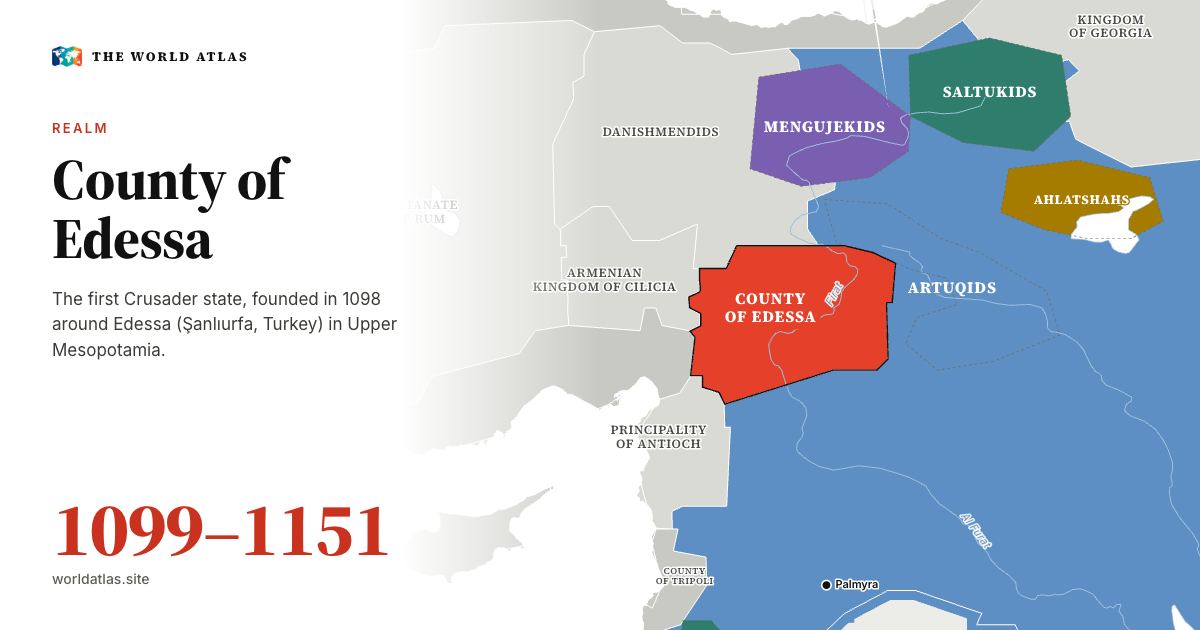 THE WORLD ATLAS
REALM
County of
Edessa
The first Crusader state, founded in 1098
around Edessa (Şanlıurfa, Turkey) in Upper
Mesopotamia.
1099–1151
worldatlas.site
KINGDOM
OF GEORGIA
SALTUKIDS
MENGUJEKIDS
DANISHMENDIDS
AHLATSHAHS
TANATE
RUM
ARMENIAN
KINGDOM OF CILICIA
ARTUQIDS
COUNTY
OF EDESSA
Firat
PRINCIPALITY
OF ANTIOCH
Al Furat
COUNTY
OF TRIPOLI
Palmyra